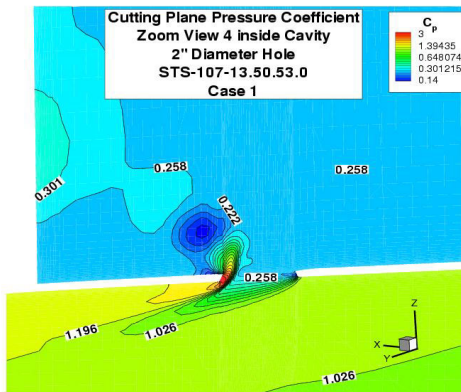 Cutting Plane Pressure Coefficient
Zoom View 4 inside Cavity
2" Diameter Hole
STS-107-13.50.53.0
Case 1
Cp
3
1.39435
0.648074
0.301215
0.14
0.258
0.258
0.301
0.222
0.258
1.196
1.026
1.026
Z
X
Y